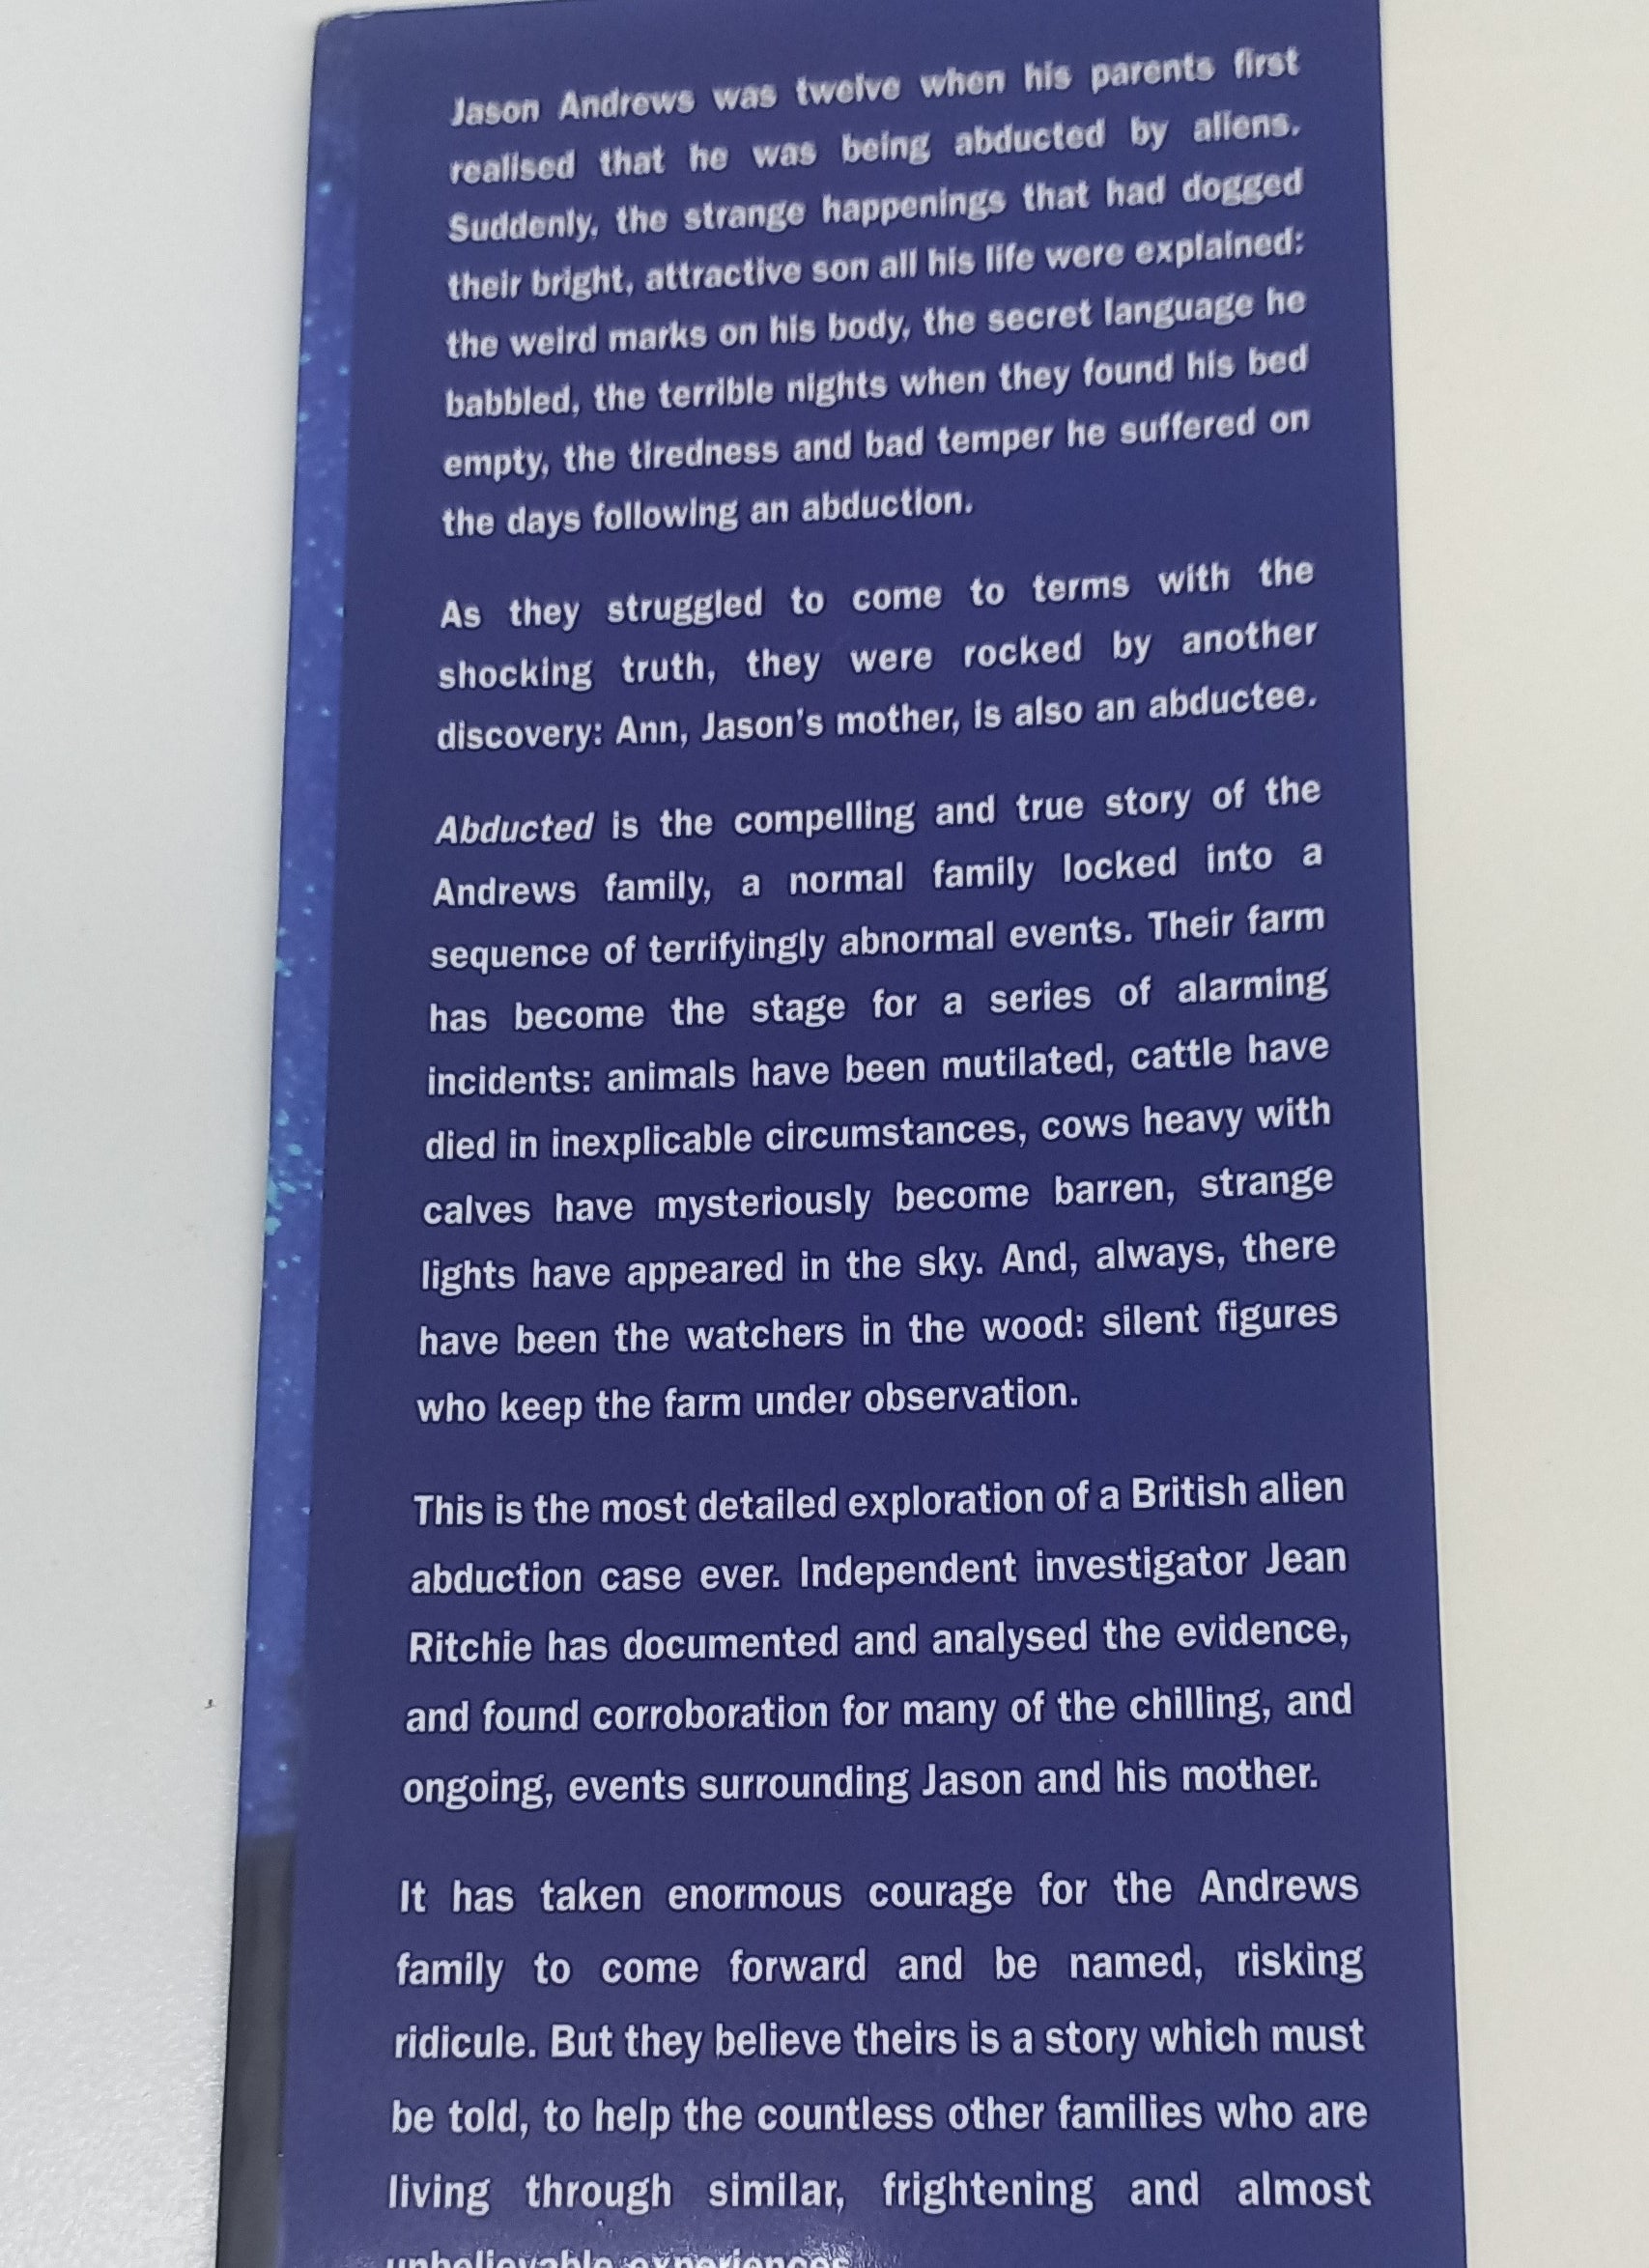 Jason Andrews was twelve when his parents first
realised that he was being abducted by aliens.
Suddenly, the strange happenings that had dogged
their bright, attractive son all his life were explained:
the weird marks on his body, the secret language he
babbled, the terrible nights when they found his bed
empty, the tiredness and bad temper he suffered on
the days following an abduction.
As they struggled to come to terms with the
shocking truth, they were rocked by another
discovery: Ann, Jason's mother, is also an abductee.
Abducted is the compelling and true story of the
Andrews family, a normal family locked into a
sequence of terrifyingly abnormal events. Their farm
has become the stage for a series of alarming
incidents: animals have been mutilated, cattle have
died in inexplicable circumstances, cows heavy with
calves have mysteriously become barren, strange
lights have appeared in the sky. And, always, there
have been the watchers in the wood: silent figures
who keep the farm under observation.
This is the most detailed exploration of a British alien
abduction case ever. Independent investigator Jean
Ritchie has documented and analysed the evidence,
and found corroboration for many of the chilling, and
ongoing, events surrounding Jason and his mother.
It has taken enormous courage for the Andrews
family to come forward and be named, risking
ridicule. But they believe theirs is a story which must
be told, to help the countless other families who are
living through similar, frightening and almost
unbelievable experiences